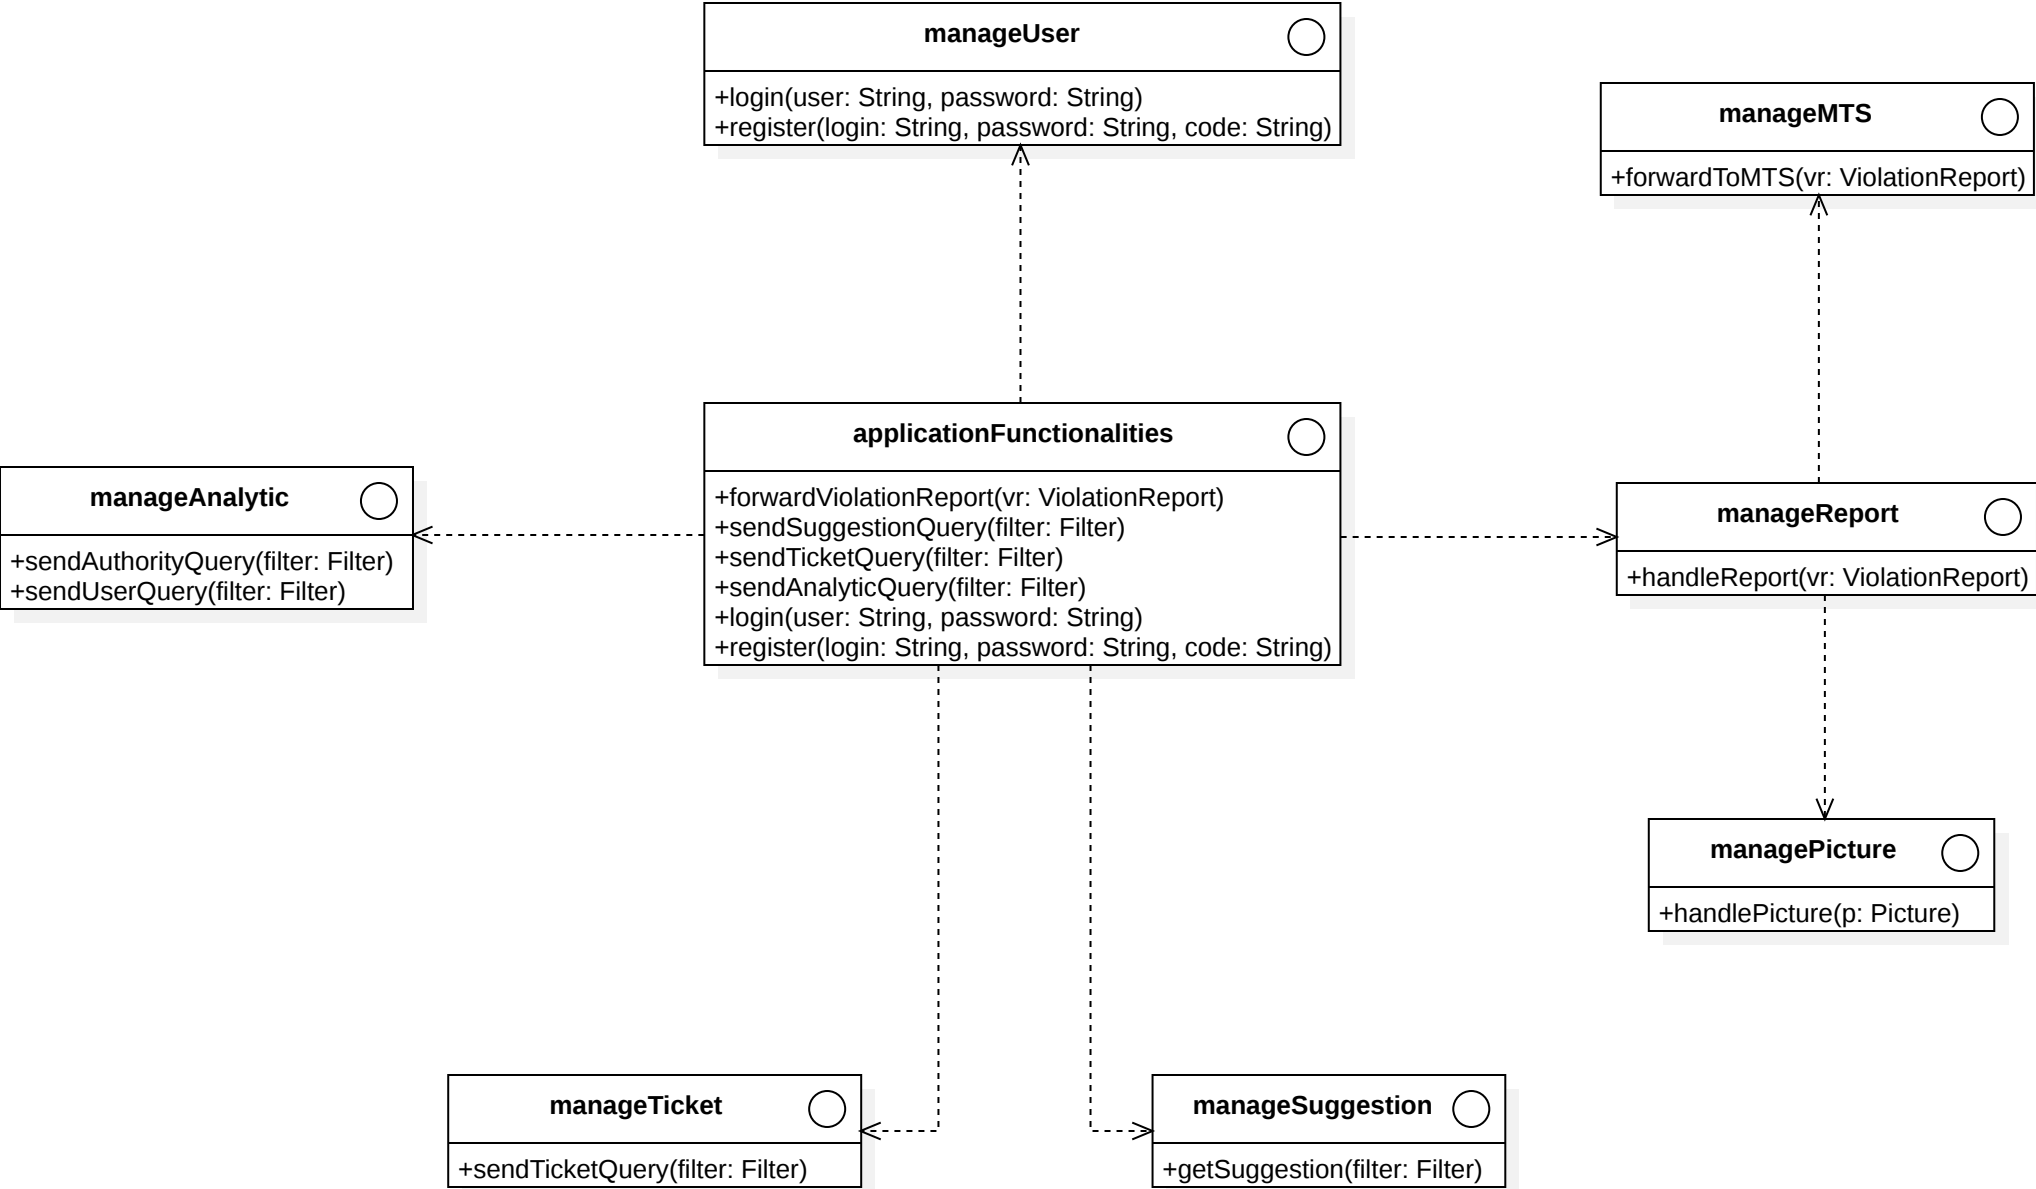 manageUser
+login(user: String, password: String)
+register(login: String, password: String, code: String)
manageMTS
+forwardToMTS(vr: ViolationReport)
applicationFunctionalities
+forwardViolationReport(vr: ViolationReport)
+sendSuggestionQuery(filter: Filter)
+sendTicketQuery(filter: Filter)
+sendAnalyticQuery(filter: Filter)
+login(user: String, password: String)
+register(login: String, password: String, code: String)
manageAnalytic
+sendAuthorityQuery(filter: Filter)
+sendUserQuery(filter: Filter)
manageReport
+handleReport(vr: ViolationReport)
managePicture
+handlePicture(p: Picture)
manageTicket
+sendTicketQuery(filter: Filter)
manageSuggestion
+getSuggestion(filter: Filter)